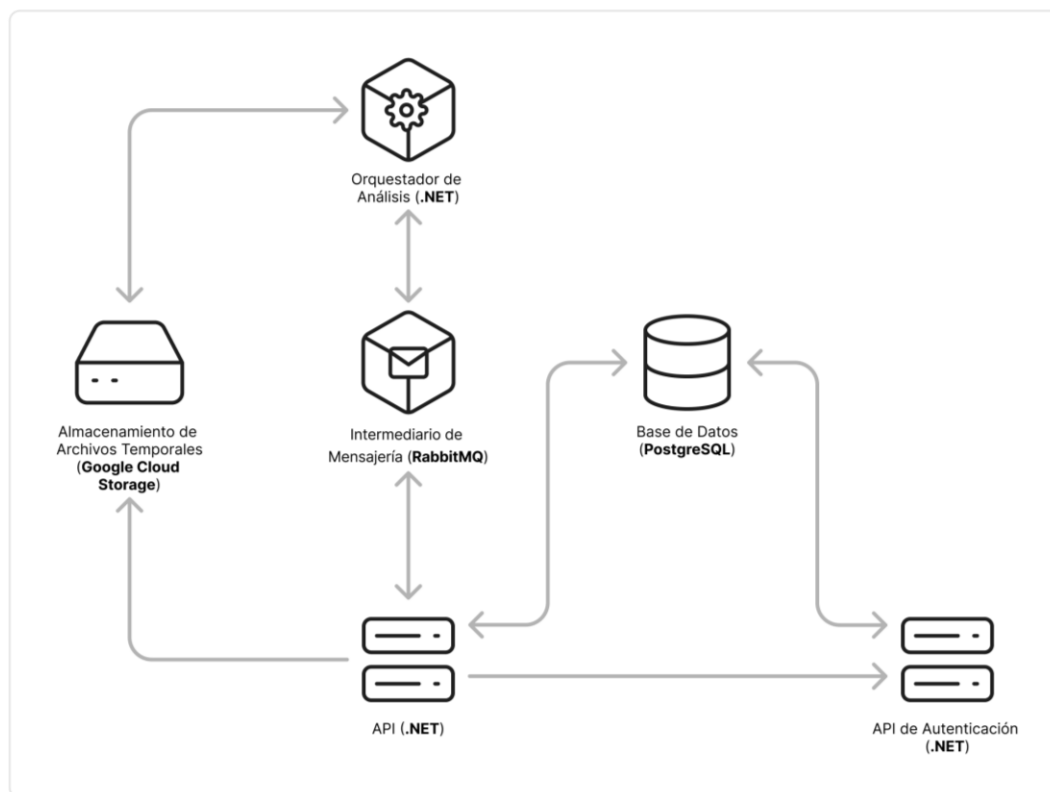 Orquestador de
Análisis (.NET)
Almacenamiento de
Archivos Temporales
(Google Cloud
Storage)
Intermediario de
Mensajería (RabbitMQ)
Base de Datos
(PostgreSQL)
API (.NET)
API de Autenticación
(.NET)